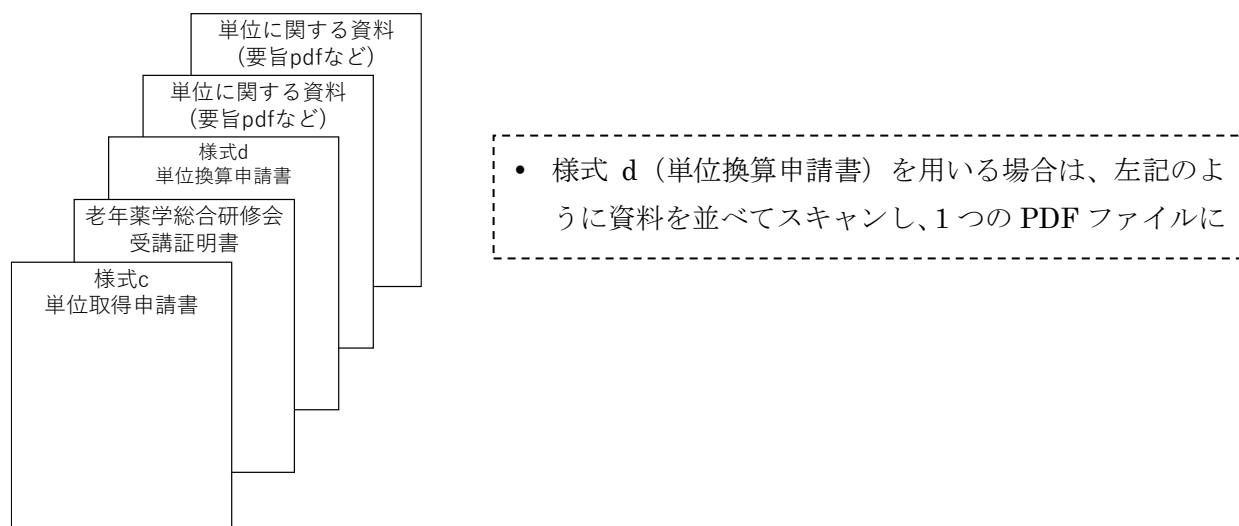 単位に関する資料
(要旨pdfなど)
単位に関する資料
(要旨pdfなど)
様式d
単位換算申請書
老年薬学総合研修会
受講証明書
様式c
単位取得申請書
• 様式 d（単位換算申請書）を用いる場合は、左記のよ
うに資料を並べてスキャンし、1 つの PDF ファイルに